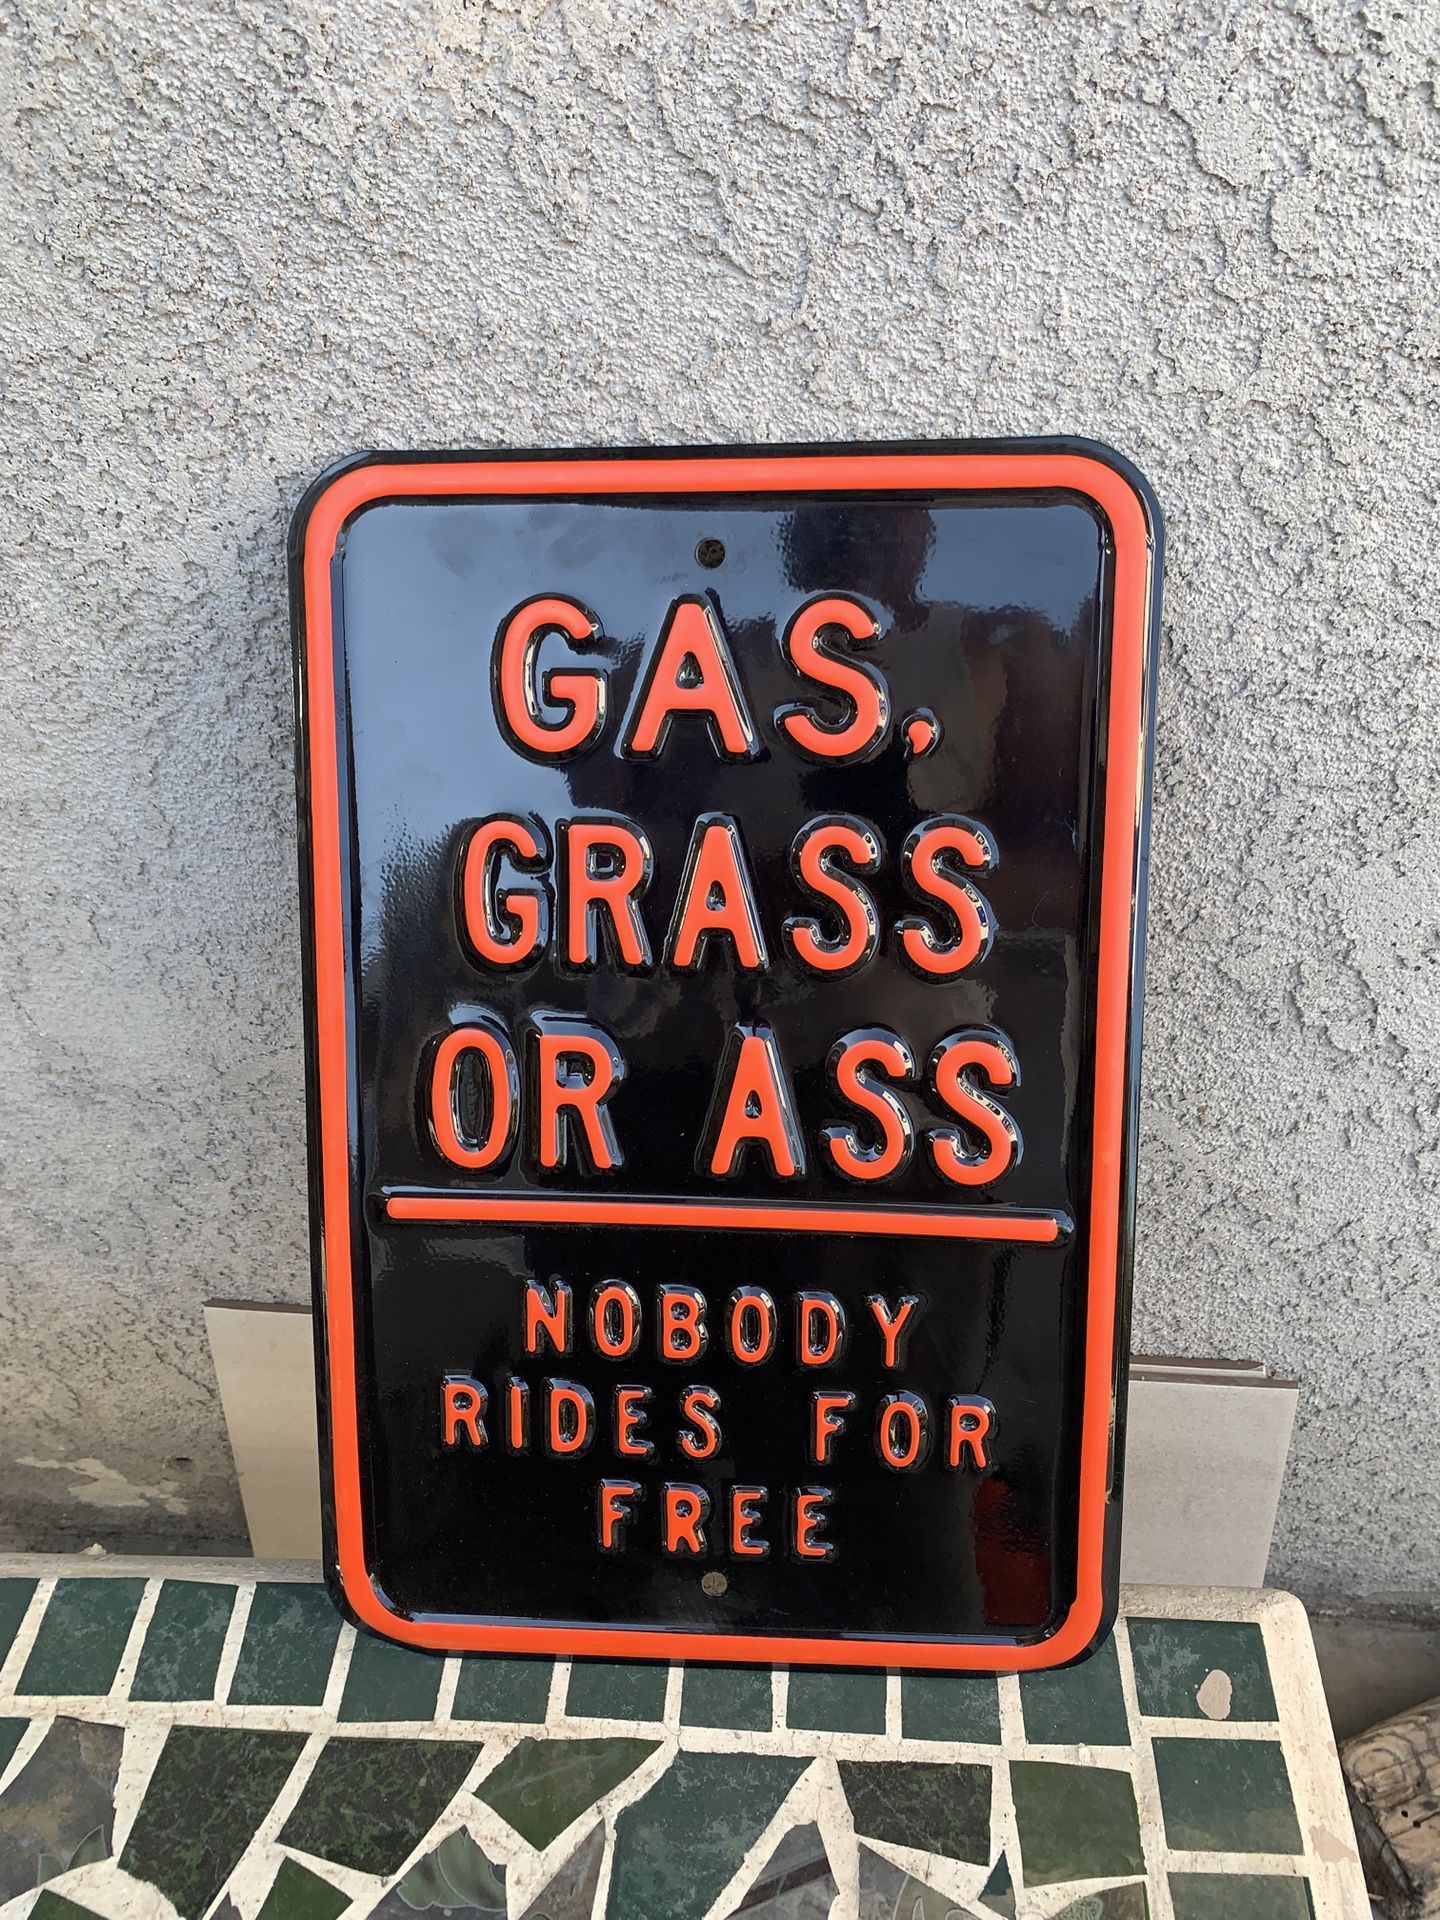 GAS,
GRASS
OR ASS
NOBODY
RIDES FOR
FREE